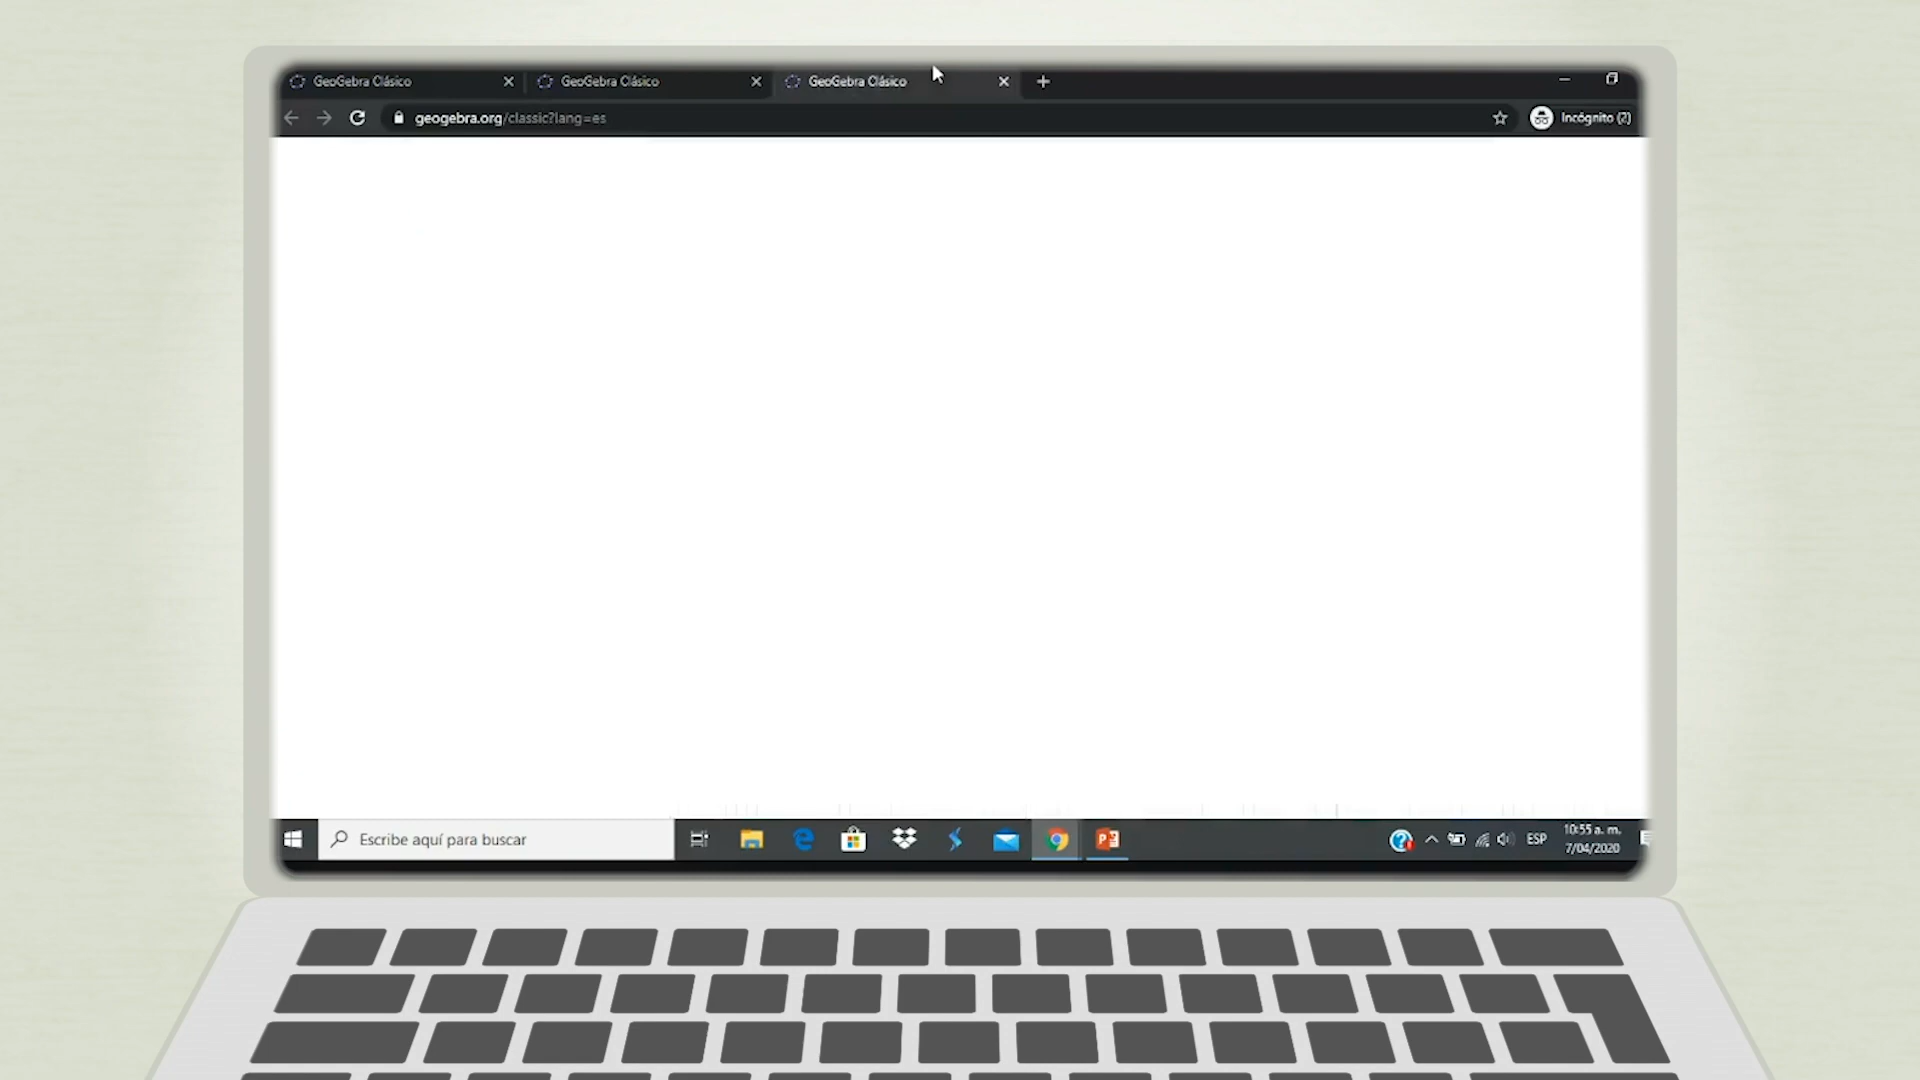 GeoGebra Clásico
GeoGebra Clásico
GeoGebra Clásico
geogebra.org/classic?lang=es
Incógnito (2)
Escribe aquí para buscar
ESP
10:55 a. m.
7/04/2020